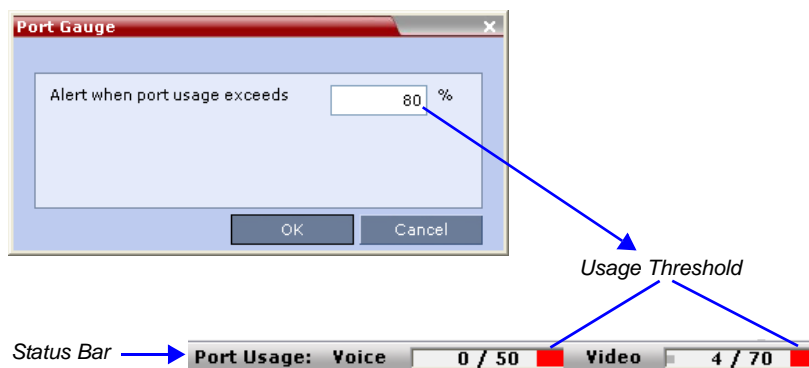 Port Gauge
Alert when port usage exceeds 80 %
OK Cancel
Usage Threshold
Status Bar Port Usage: Voice 0 / 50 Video 4 / 70